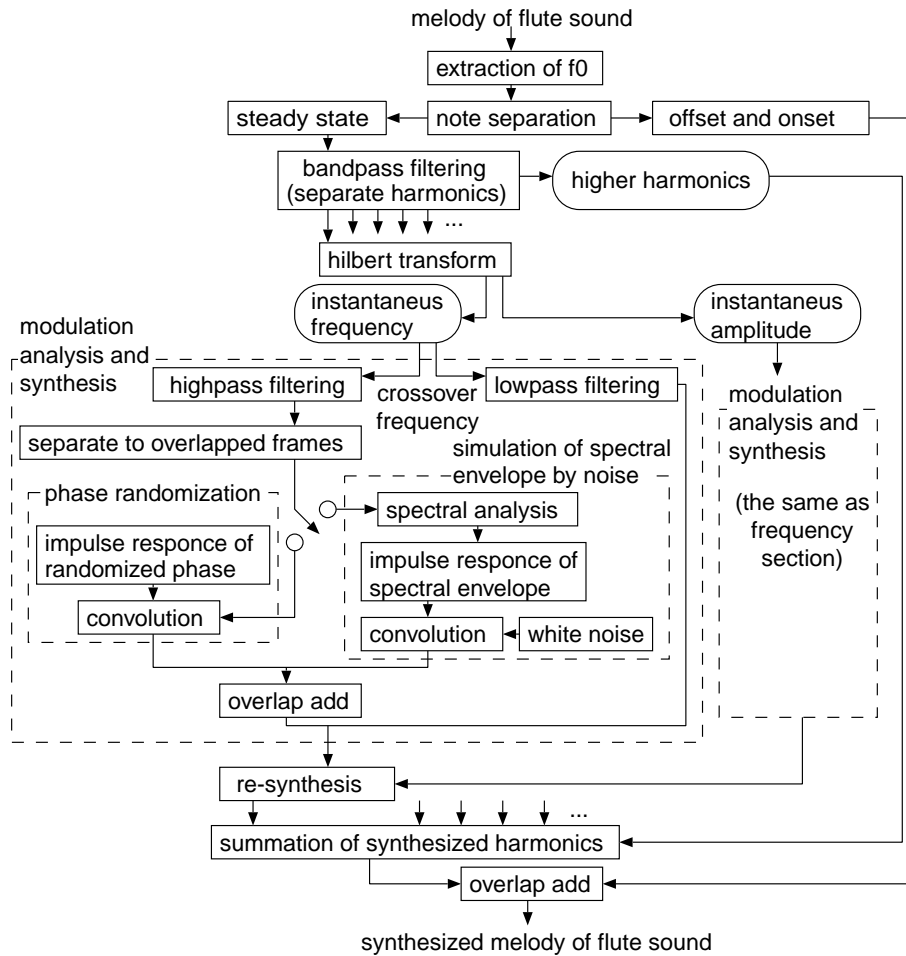 melody of flute sound
extraction of f0
steady state
note separation
offset and onset
bandpass filtering
(separate harmonics)
higher harmonics
...
hilbert transform
instantaneus
frequency
instantaneus
amplitude
modulation
analysis and
synthesis
highpass filtering
crossover
frequency
lowpass filtering
modulation
analysis and
synthesis
(the same as
frequency
section)
separate to overlapped frames
simulation of spectral
envelope by noise
phase randomization
spectral analysis
impulse responce of
randomized phase
impulse responce of
spectral envelope
convolution
convolution
white noise
overlap add
re-synthesis
...
summation of synthesized harmonics
overlap add
synthesized melody of flute sound